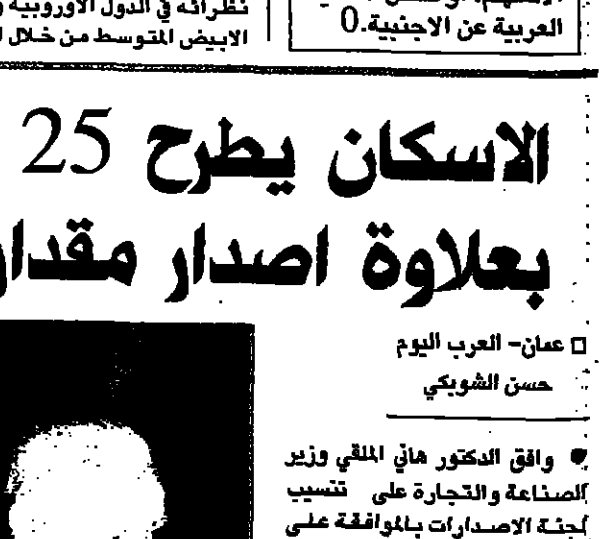 العربية عن الاجنبية.0
نظرائه في الدول الاوروبية
الابيض المتوسط من خلال
الاسكان يطرح 25
بعلاوة اصدار مقدار
عمان- العرب اليوم
حسن الشوبكي
وافق الدكتور هاني الملقي وزير
الصناعة والتجارة على تنسيب
لجنة الاصدارات بالموافقة على